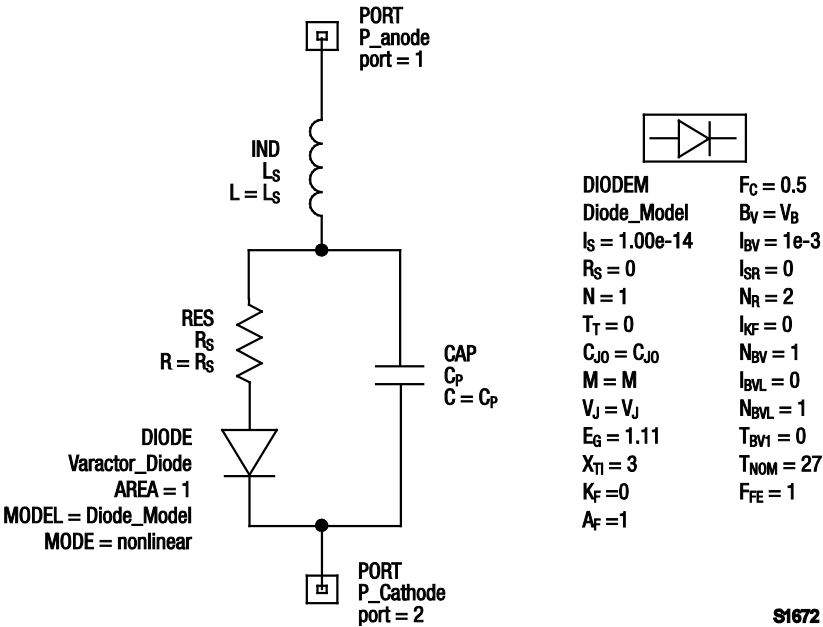 PORT
P_anode
port = 1
IND
LS
L = LS
RES
RS
R = RS
CAP
CP
C = CP
DIODE
Varactor_Diode
AREA = 1
MODEL = Diode_Model
MODE = nonlinear
PORT
P_Cathode
port = 2
DIODEM
Diode_Model
IS = 1.00e-14
RS = 0
N = 1
TT = 0
CJO = CJO
M = M
VJ = VJ
EG = 1.11
XTI = 3
KF =0
AF =1
FC = 0.5
BV = VB
IBV = 1e-3
ISR = 0
NR = 2
IKF = 0
NBV = 1
IBVL = 0
NBVL = 1
TBV1 = 0
TNOM = 27
FFE = 1
S1672